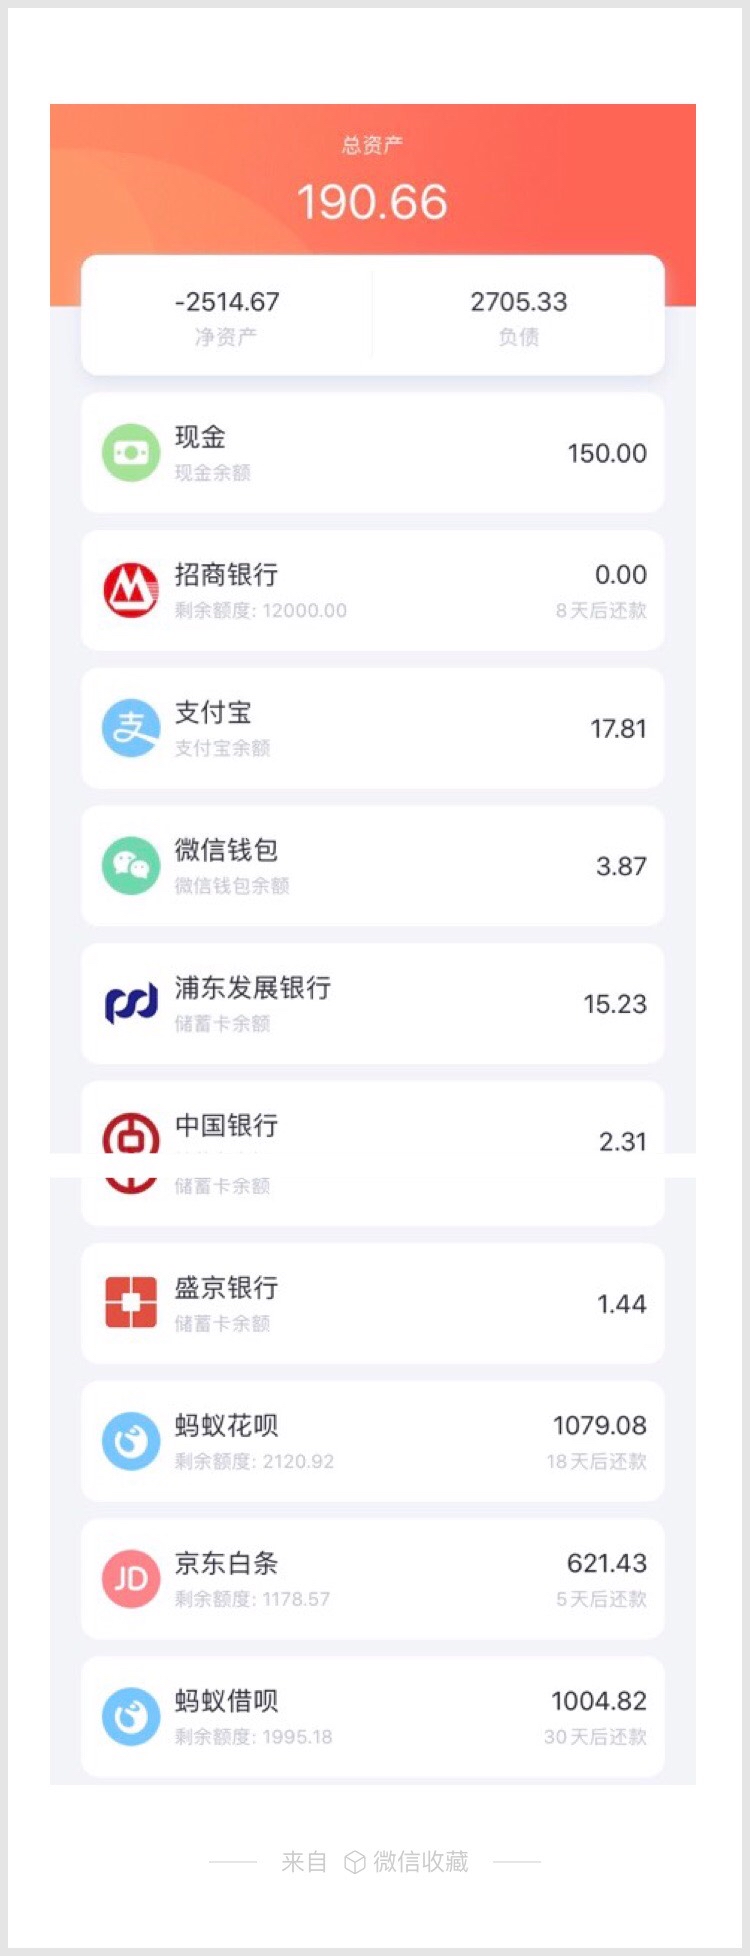 总资产
190.66
-2514.67
净资产
2705.33
负债
现金
现金余额
150.00
招商银行
剩余额度: 12000.00
0.00
8天后还款
支
支付宝
支付宝余额
17.81
微信钱包
微信钱包余额
3.87
浦东发展银行
储蓄卡余额
15.23
中国银行
2.31
储蓄卡余额
盛京银行
储蓄卡余额
1.44
蚂蚁花呗
剩余额度: 2120.92
1079.08
18天后还款
JD
京东白条
剩余额度: 1178.57
621.43
5天后还款
蚂蚁借呗
剩余额度: 1995.18
1004.82
30天后还款
来自 微信收藏